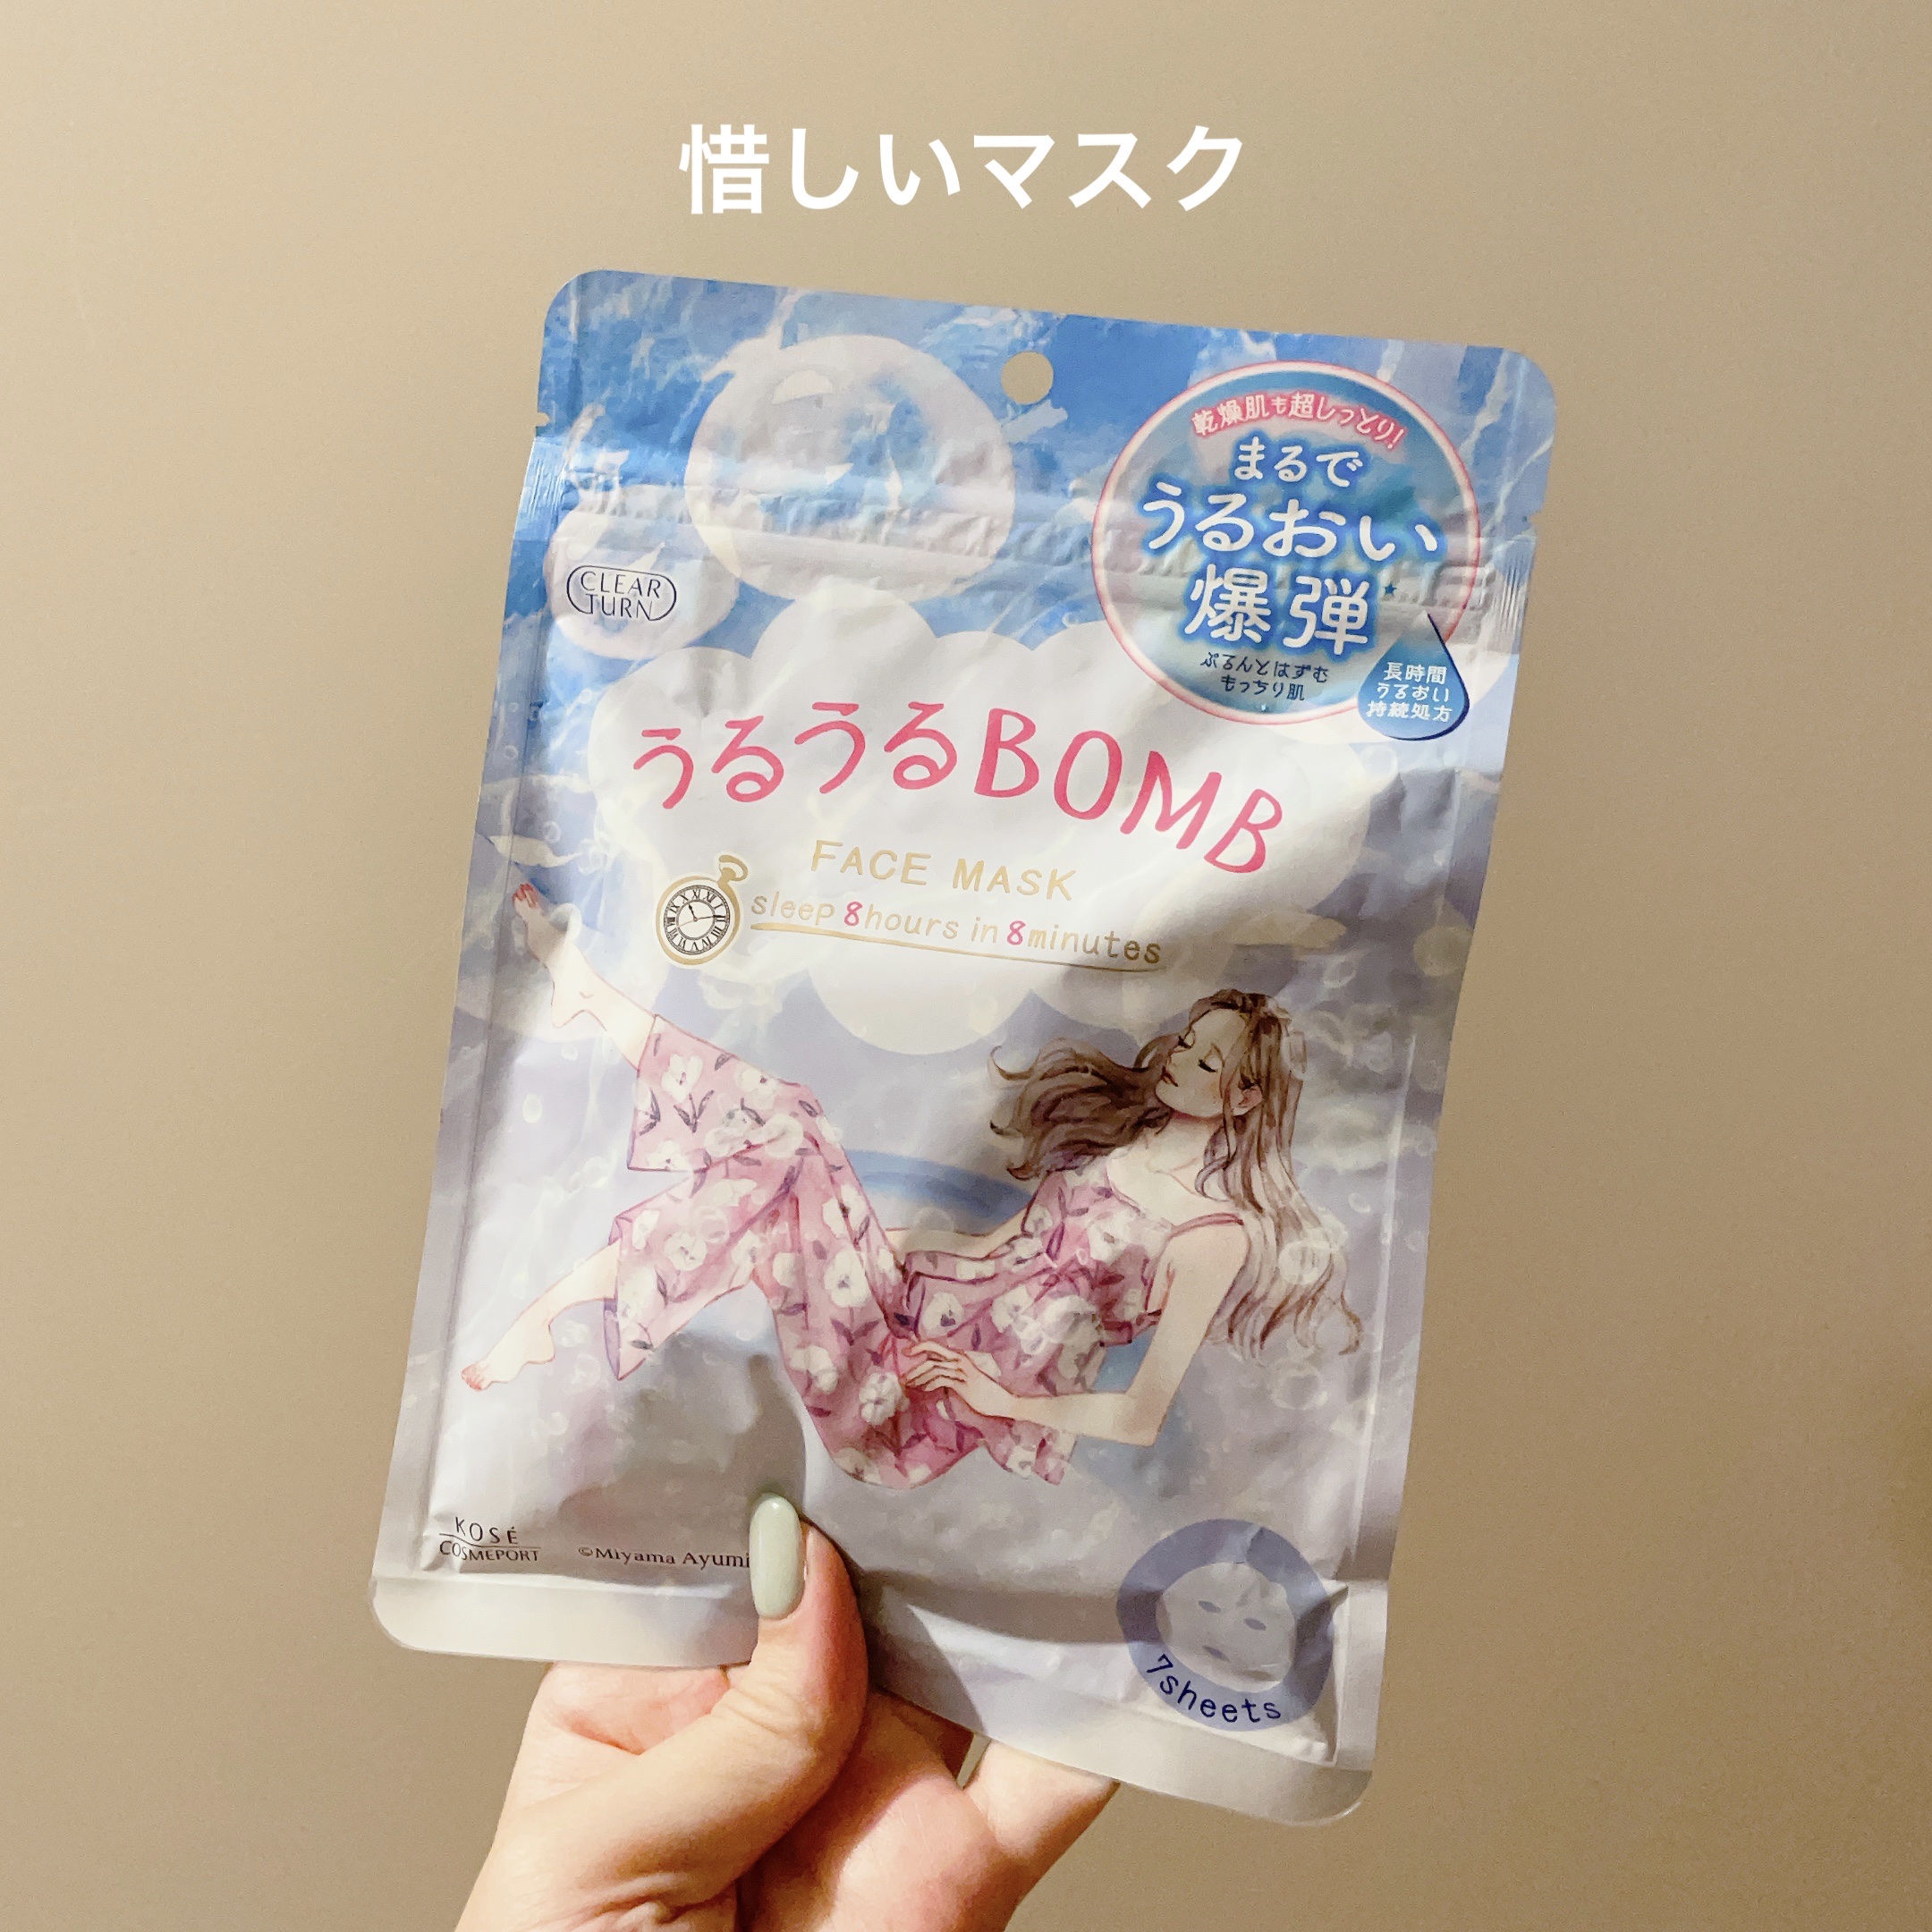 惜しいマスク
乾燥肌も超しっとり!
まるで
うるおい
爆弾★
ぷるんとはずむ
もっちり肌
長時間
うるおい
持続処方
CLEAR
TURN
うるうるBOMB
FACE MASK
sleep 8hours in 8minutes
KOSÉ
COSMEPORT
©Miyama Ayumi
7sheets